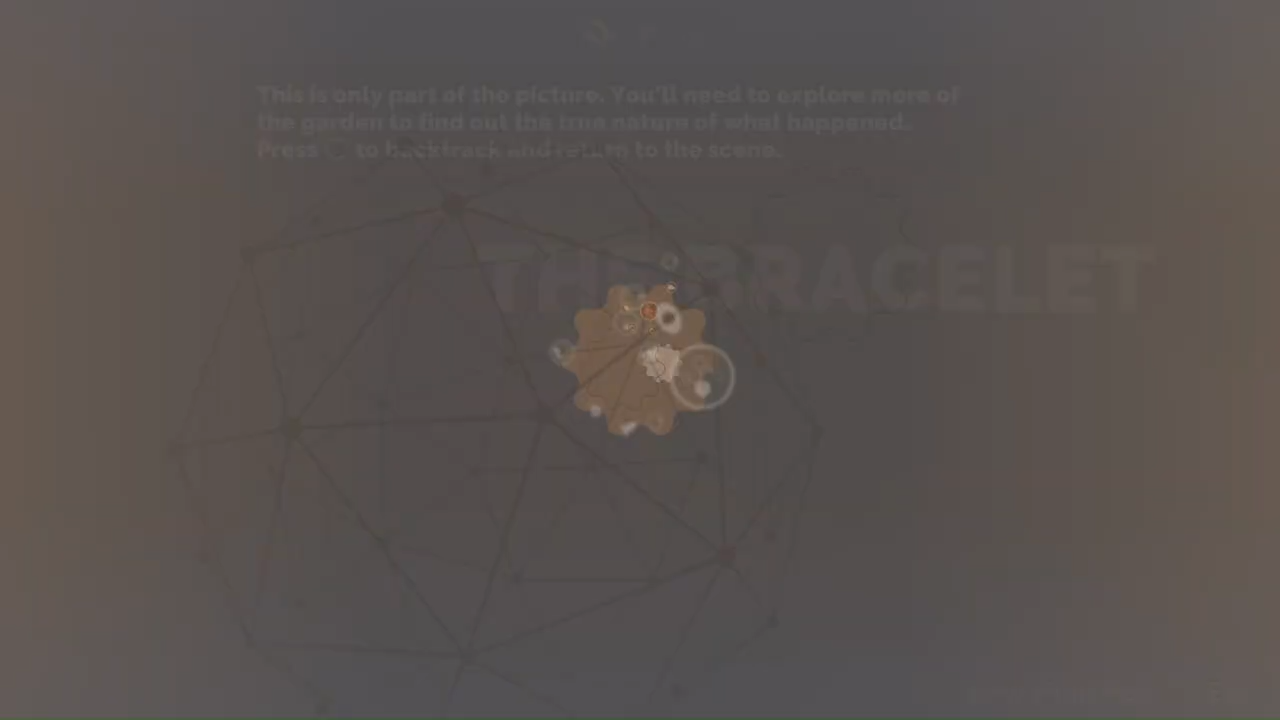 This is only part of the picture. You'll need to explore more of
the garden to find out the true nature of what happened.
Press to backtrack and return to the scene.
THE BRACELET